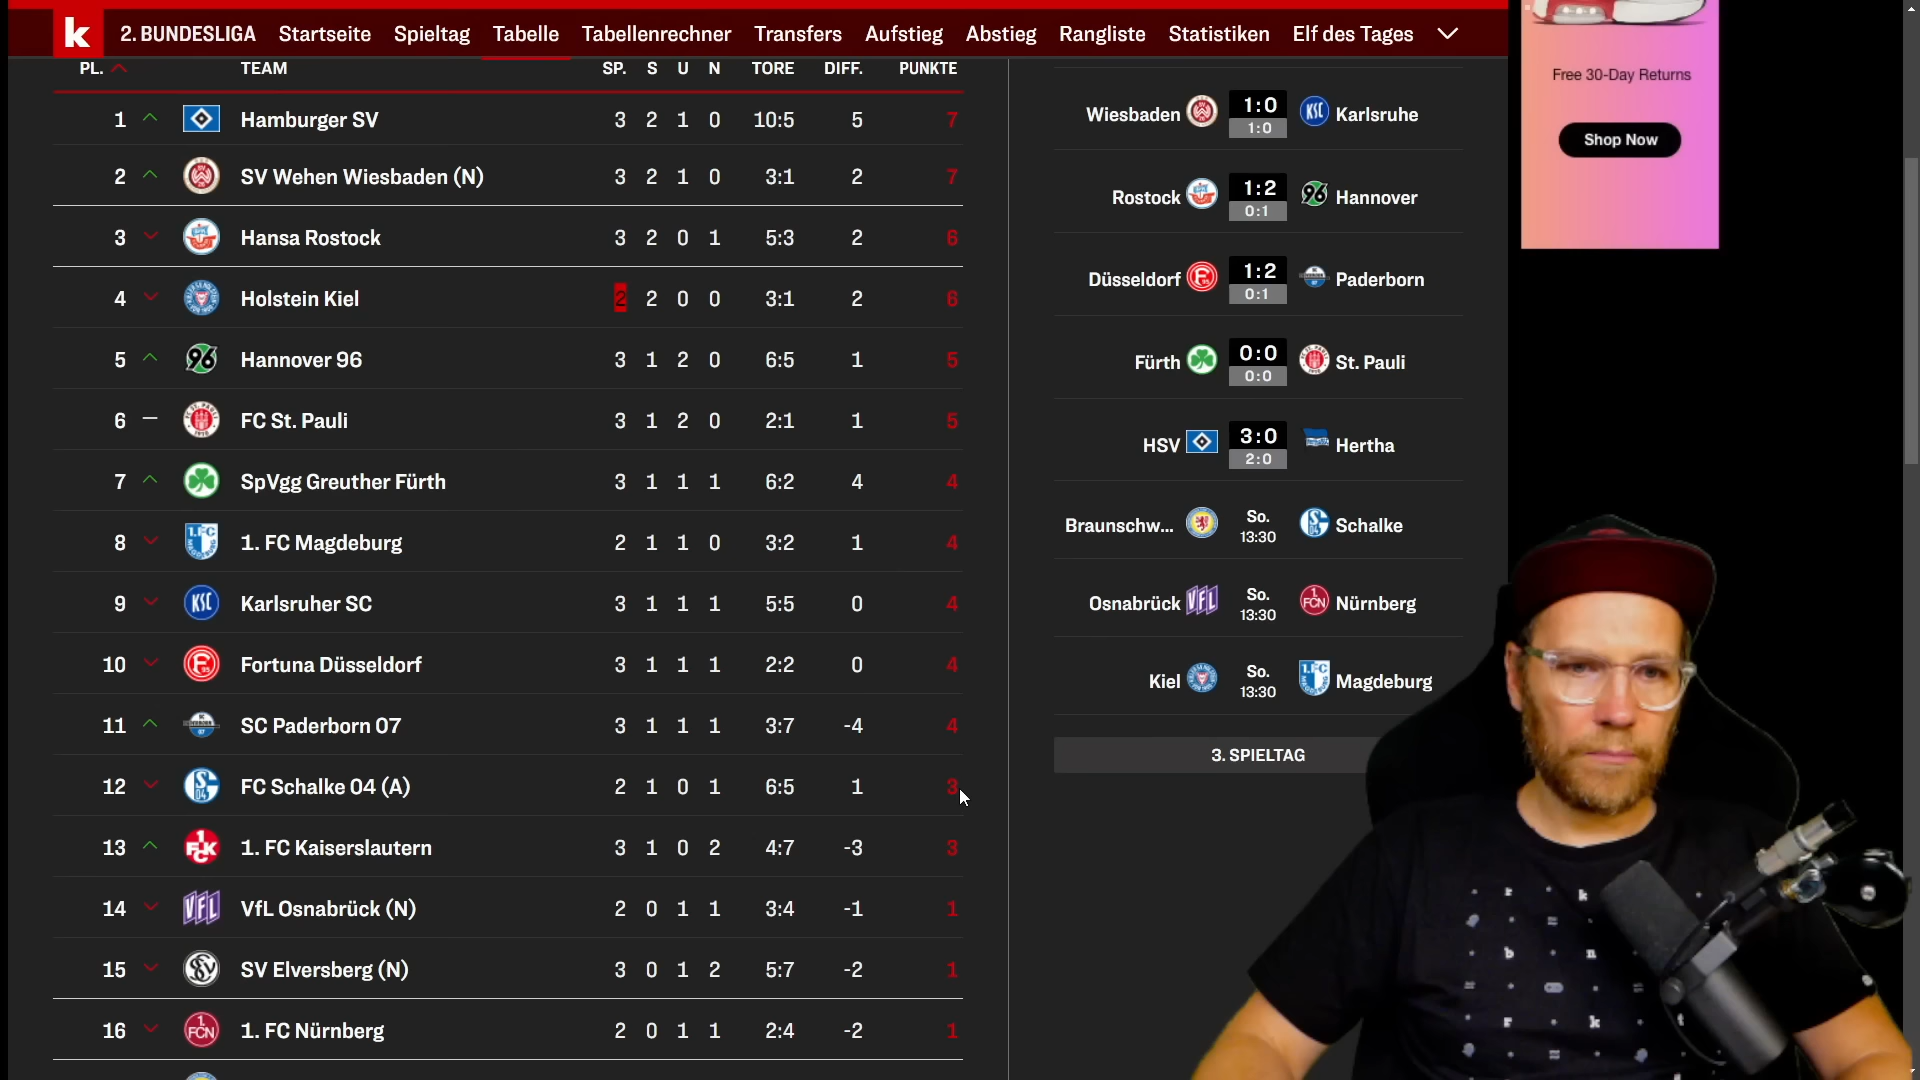 k 2. BUNDESLIGA Startseite Spieltag Tabelle Tabellenrechner Transfers Aufstieg Abstieg Rangliste Statistiken Elf des Tages
PL. TEAM SP. S U N TORE DIFF. PUNKTE
1 Hamburger SV 3 2 1 0 10:5 5 7
2 SV Wehen Wiesbaden (N) 3 2 1 0 3:1 2 7
3 Hansa Rostock 3 2 0 1 5:3 2 6
4 Holstein Kiel 2 2 0 0 3:1 2 6
5 Hannover 96 3 1 2 0 6:5 1 5
6 FC St. Pauli 3 1 2 0 2:1 1 5
7 SpVgg Greuther Fürth 3 1 1 1 6:2 4 4
8 1. FC Magdeburg 2 1 1 0 3:2 1 4
9 Karlsruher SC 3 1 1 1 5:5 0 4
10 Fortuna Düsseldorf 3 1 1 1 2:2 0 4
11 SC Paderborn 07 3 1 1 1 3:7 -4 4
12 FC Schalke 04 (A) 2 1 0 1 6:5 1 3
13 1. FC Kaiserslautern 3 1 0 2 4:7 -3 3
14 VfL Osnabrück (N) 2 0 1 1 3:4 -1 1
15 SV Elversberg (N) 3 0 1 2 5:7 -2 1
16 1. FC Nürnberg 2 0 1 1 2:4 -2 1
Wiesbaden 1:0 Karlsruhe
1:0
Rostock 1:2 Hannover
0:1
Düsseldorf 1:2 Paderborn
0:1
Fürth 0:0 St. Pauli
0:0
HSV 3:0 Hertha
2:0
Braunschw... So. Schalke
13:30
Osnabrück So. Nürnberg
13:30
Kiel So. Magdeburg
13:30
3. SPIELTAG
Free 30-Day Returns
Shop Now